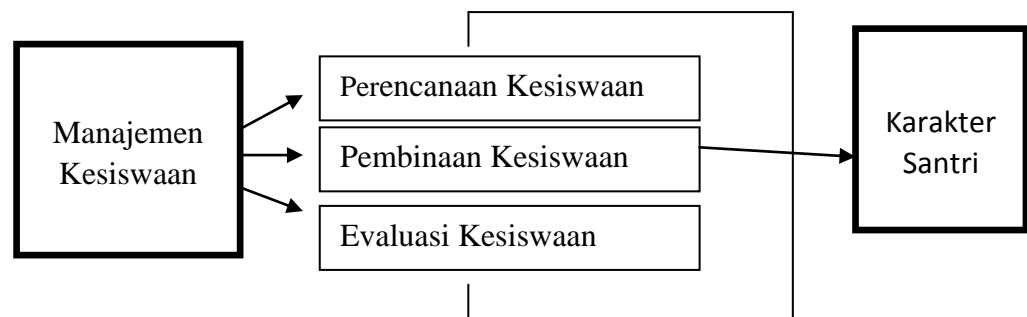 Manajemen
Kesiswaan
Perencanaan Kesiswaan
Pembinaan Kesiswaan
Evaluasi Kesiswaan
Karakter
Santri